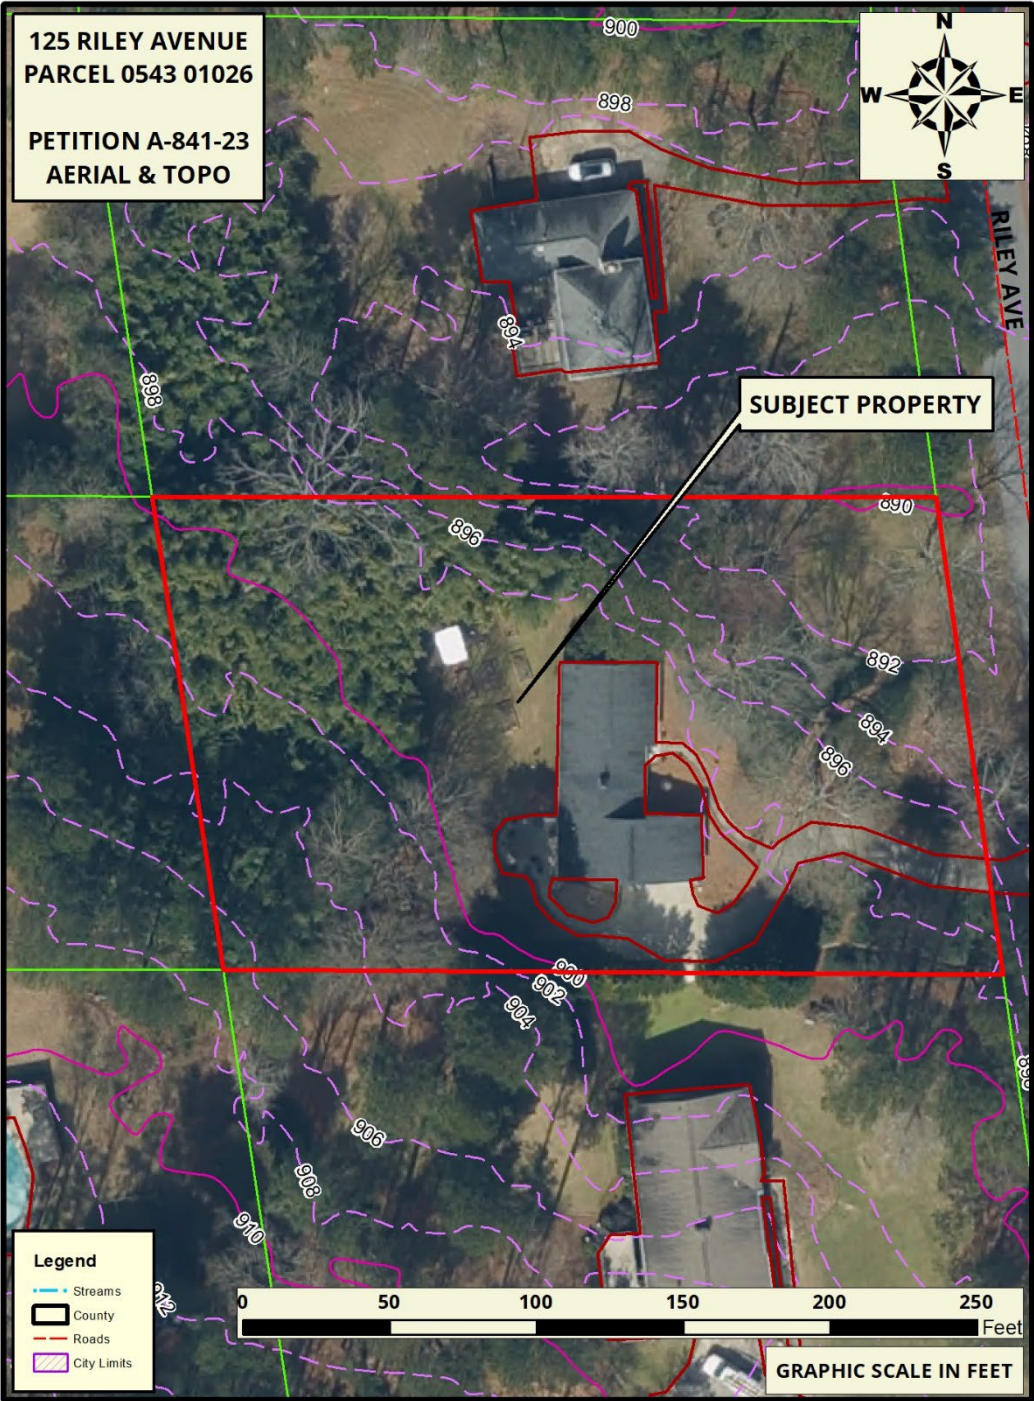 125 RILEY AVENUE
PARCEL 0543 01026
PETITION A-841-23
AERIAL & TOPO
900
N
W
E
S
898
RILEY AVE
894
898
SUBJECT PROPERTY
890
896
892
894
896
900
902
904
906
908
910
912
Legend
Streams
County
Roads
City Limits
0 50 100 150 200 250
Feet
GRAPHIC SCALE IN FEET